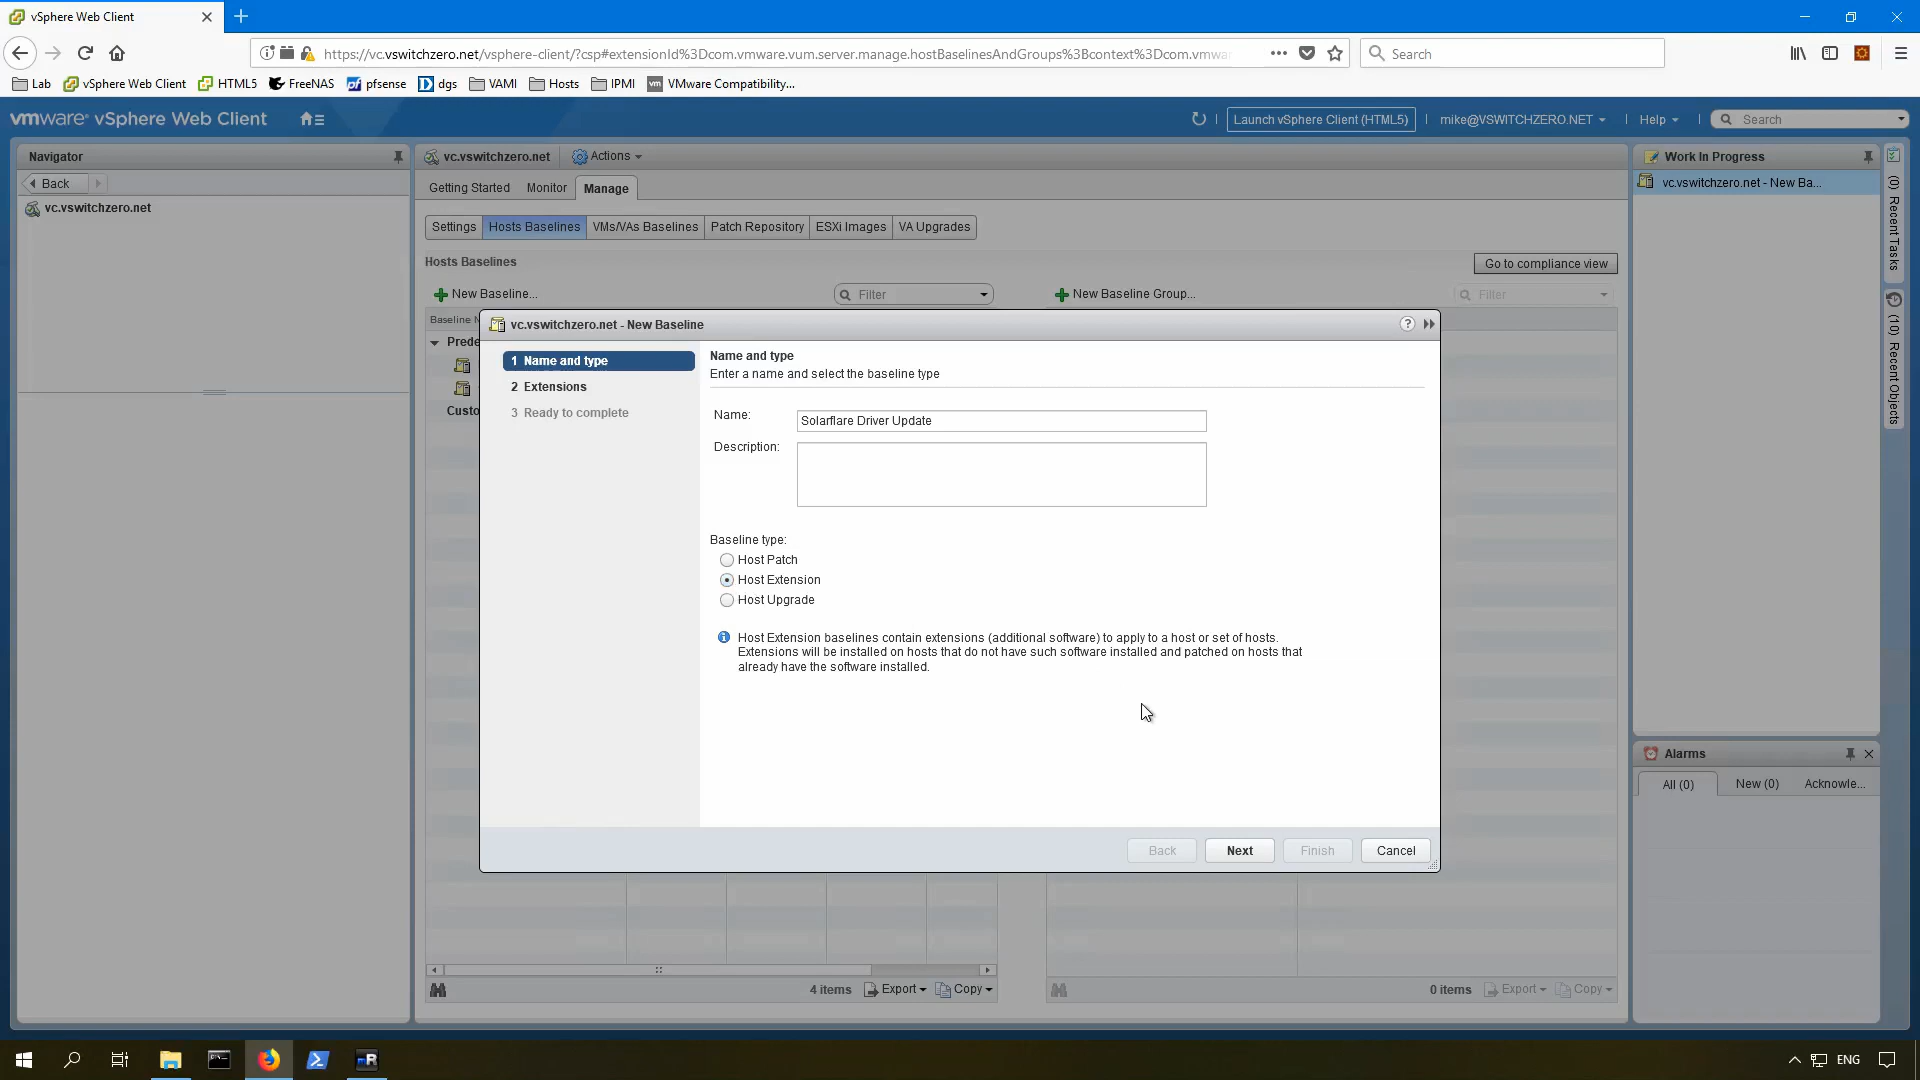 vSphere Web Client
https://vc.vswitchzero.net/vsphere-client/?csp#extensionId%3Dcom.vmware.vum.server.manage.hostBaselinesAndGroups%3Bcontext%3Dcom.vmwa
Search
Lab
vSphere Web Client
HTML5
FreeNAS
pf pfsense
D dgs
VAMI
Hosts
IPMI
vm VMware Compatibility...
vmware® vSphere Web Client
Launch vSphere Client (HTML5)
mike@VSWITCHZERO.NET
Help
Search
Navigator
Back
vc.vswitchzero.net
vc.vswitchzero.net
Actions
Getting Started
Monitor
Manage
Settings
Hosts Baselines
VMs/VAs Baselines
Patch Repository
ESXi Images
VA Upgrades
Hosts Baselines
Go to compliance view
New Baseline...
Filter
New Baseline Group...
Filter
Baseline N
Prede
Custo
vc.vswitchzero.net - New Baseline
?
1 Name and type
2 Extensions
3 Ready to complete
Name and type
Enter a name and select the baseline type
Name:
Solarflare Driver Update
Description:
Baseline type:
Host Patch
Host Extension
Host Upgrade
Host Extension baselines contain extensions (additional software) to apply to a host or set of hosts.
Extensions will be installed on hosts that do not have such software installed and patched on hosts that
already have the software installed.
Back
Next
Finish
Cancel
4 items
Export
Copy
0 items
Export
Copy
Work In Progress
vc.vswitchzero.net - New Ba...
(0) Recent Tasks
(10) Recent Objects
Alarms
All (0)
New (0)
Acknowle...
mR
ENG